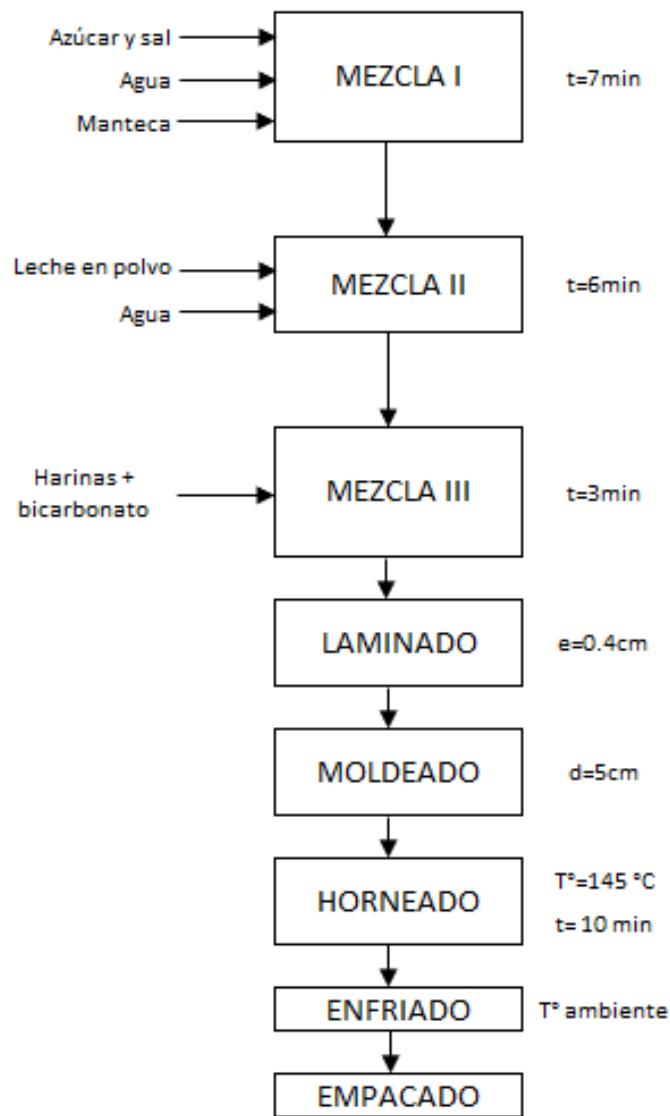 Azúcar y sal
Agua
Manteca
MEZCLA I
t=7min
Leche en polvo
Agua
MEZCLA II
t=6min
Harinas +
bicarbonato
MEZCLA III
t=3min
LAMINADO
e=0.4cm
MOLDEADO
d=5cm
HORNEADO
T°=145 °C
t= 10 min
ENFRIADO
T° ambiente
EMPACADO